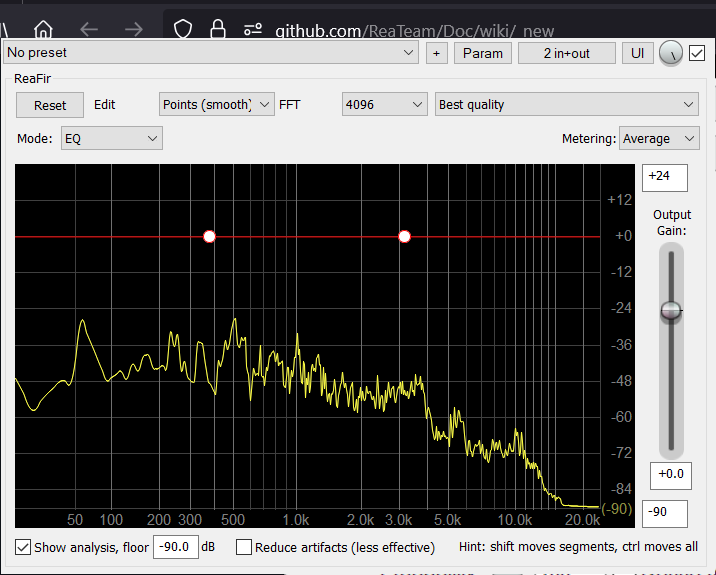 github.com/ReaTeam/Doc/wiki/_new
No preset + Param 2 in+out UI
ReaFir
Reset Edit Points (smooth) FFT 4096 Best quality
Mode: EQ Metering: Average
+24
+12
Output
Gain:
+0
-12
-24
-36
-48
-60
-72
+0.0
-84
(-90) -90
50 100 200 300 500 1.0k 2.0k 3.0k 5.0k 10.0k 20.0k
Show analysis, floor -90.0 dB Reduce artifacts (less effective) Hint: shift moves segments, ctrl moves all